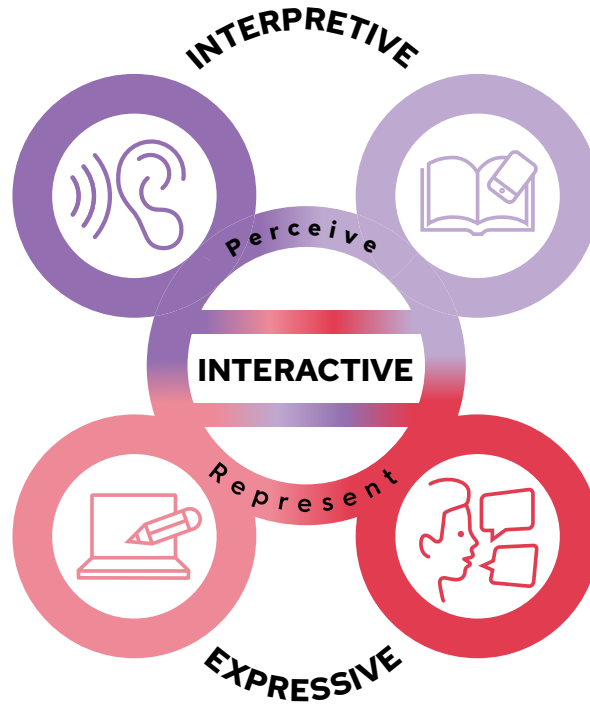 INTERPRETIVE
Perceive
INTERACTIVE
Represent
EXPRESSIVE